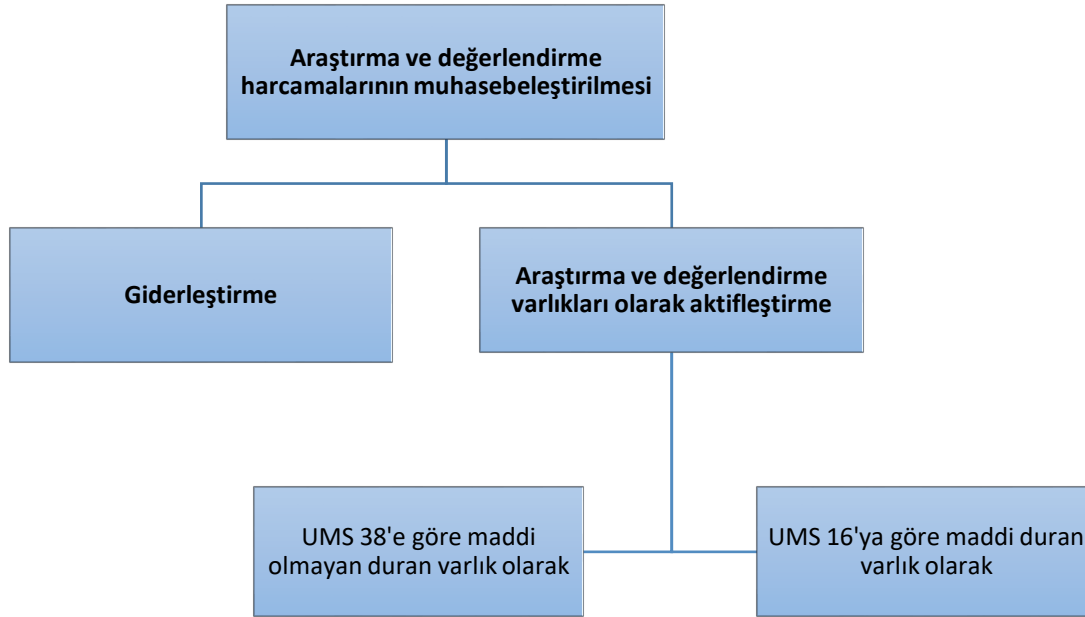 Araştırma ve değerlendirme
harcamalarının muhasebeleştirilmesi
Giderleştirme
Araştırma ve değerlendirme
varlıkları olarak aktifleştirme
UMS 38'e göre maddi
olmayan duran varlık olarak
UMS 16'ya göre maddi duran
varlık olarak